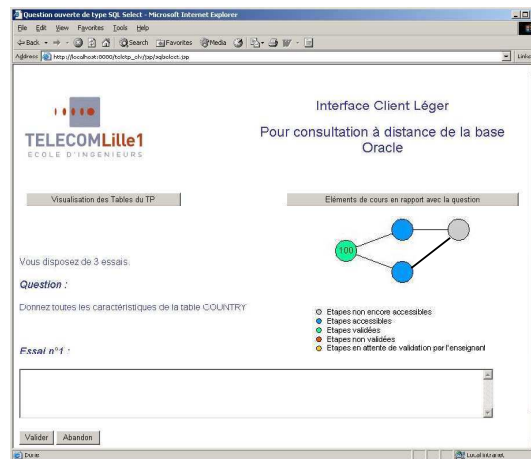 Question ouverte de type SQL Select - Microsoft Internet Explorer
File Edit View Favorites Tools Help
Back Search Favorites Media
Address http://localhost:8080/teletp_olv/jsp/sqlselect.jsp Links
TELECOMLille1
ECOLE D'INGENIEURS
Interface Client Léger
Pour consultation à distance de la base
Oracle
Visualisation des Tables du TP
Eléments de cours en rapport avec la question
100
Vous disposez de 3 essais.
Question :
Donnez toutes les caractéristiques de la table COUNTRY
Etapes non encore accessibles
Etapes accessibles
Etapes validées
Etapes non validées
Etapes en attente de validation par l'enseignant
Essai n°1 :
Valider Abandon
Done Local intranet